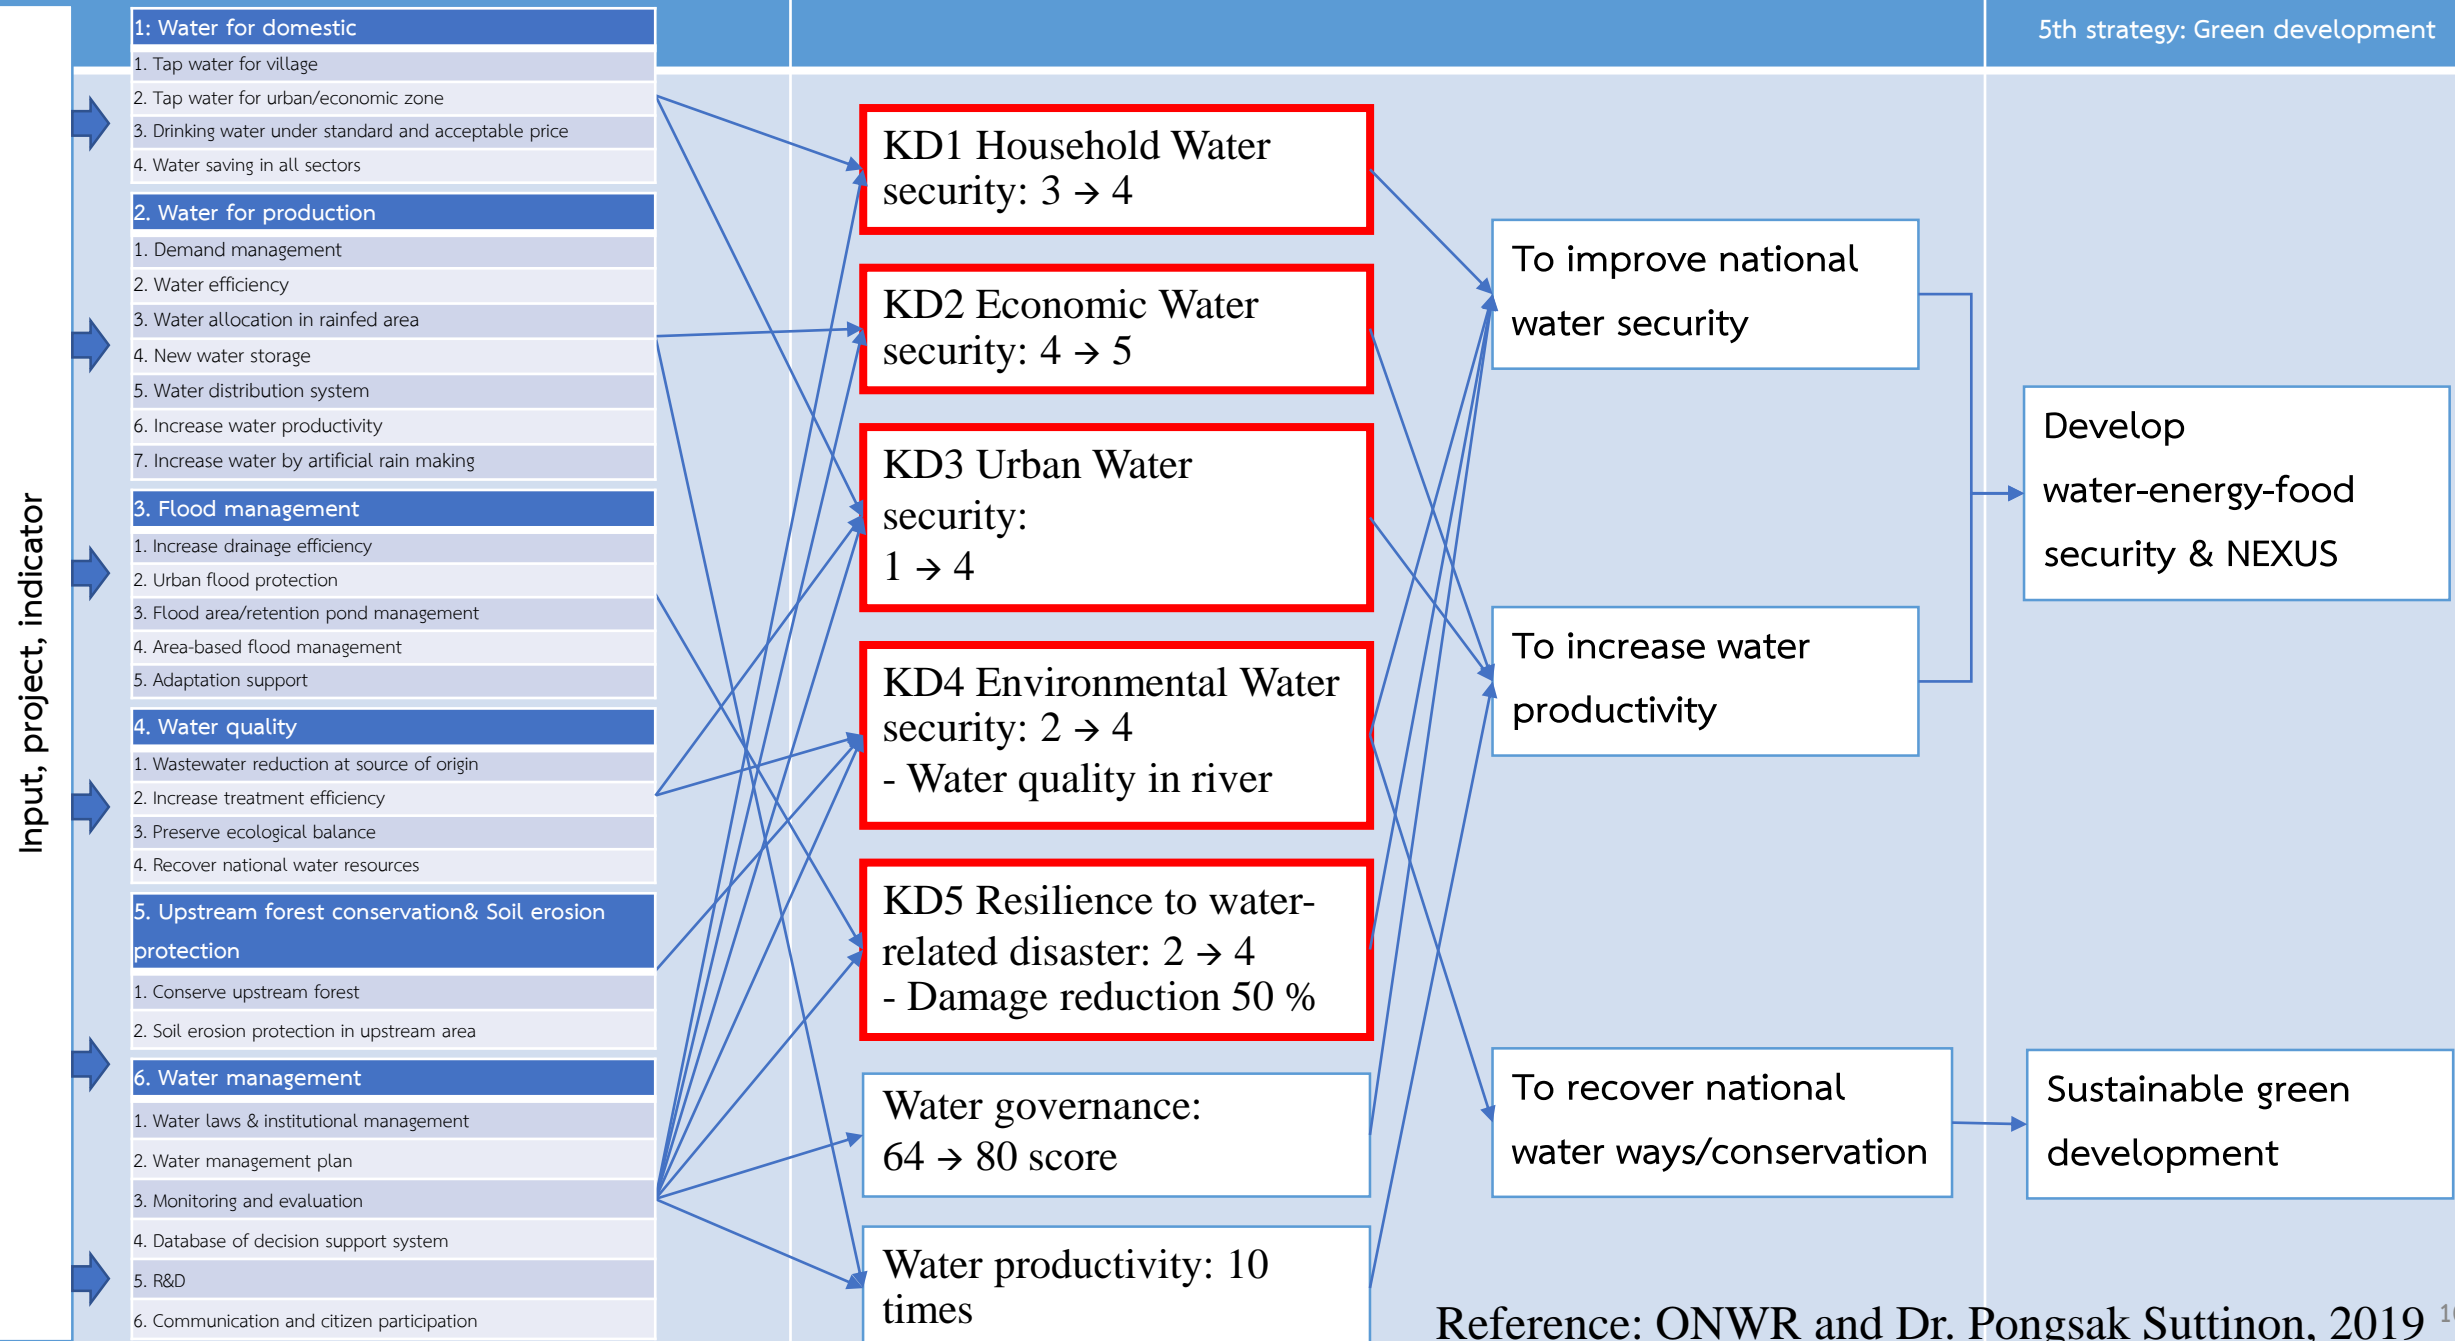 Input, project, indicator
1: Water for domestic
1. Tap water for village
2. Tap water for urban/economic zone
3. Drinking water under standard and acceptable price
4. Water saving in all sectors
2. Water for production
1. Demand management
2. Water efficiency
3. Water allocation in rainfed area
4. New water storage
5. Water distribution system
6. Increase water productivity
7. Increase water by artificial rain making
3. Flood management
1. Increase drainage efficiency
2. Urban flood protection
3. Flood area/retention pond management
4. Area-based flood management
5. Adaptation support
4. Water quality
1. Wastewater reduction at source of origin
2. Increase treatment efficiency
3. Preserve ecological balance
4. Recover national water resources
5. Upstream forest conservation& Soil erosion
protection
1. Conserve upstream forest
2. Soil erosion protection in upstream area
6. Water management
1. Water laws & institutional management
2. Water management plan
3. Monitoring and evaluation
4. Database of decision support system
5. R&D
6. Communication and citizen participation
KD1 Household Water
security: 3 → 4
KD2 Economic Water
security: 4 → 5
KD3 Urban Water
security:
1 → 4
KD4 Environmental Water
security: 2 → 4
- Water quality in river
KD5 Resilience to water-
related disaster: 2 → 4
- Damage reduction 50 %
Water governance:
64 → 80 score
Water productivity: 10
times
To improve national
water security
To increase water
productivity
To recover national
water ways/conservation
5th strategy: Green development
Develop
water-energy-food
security & NEXUS
Sustainable green
development
Reference: ONWR and Dr. Pongsak Suttinon, 2019